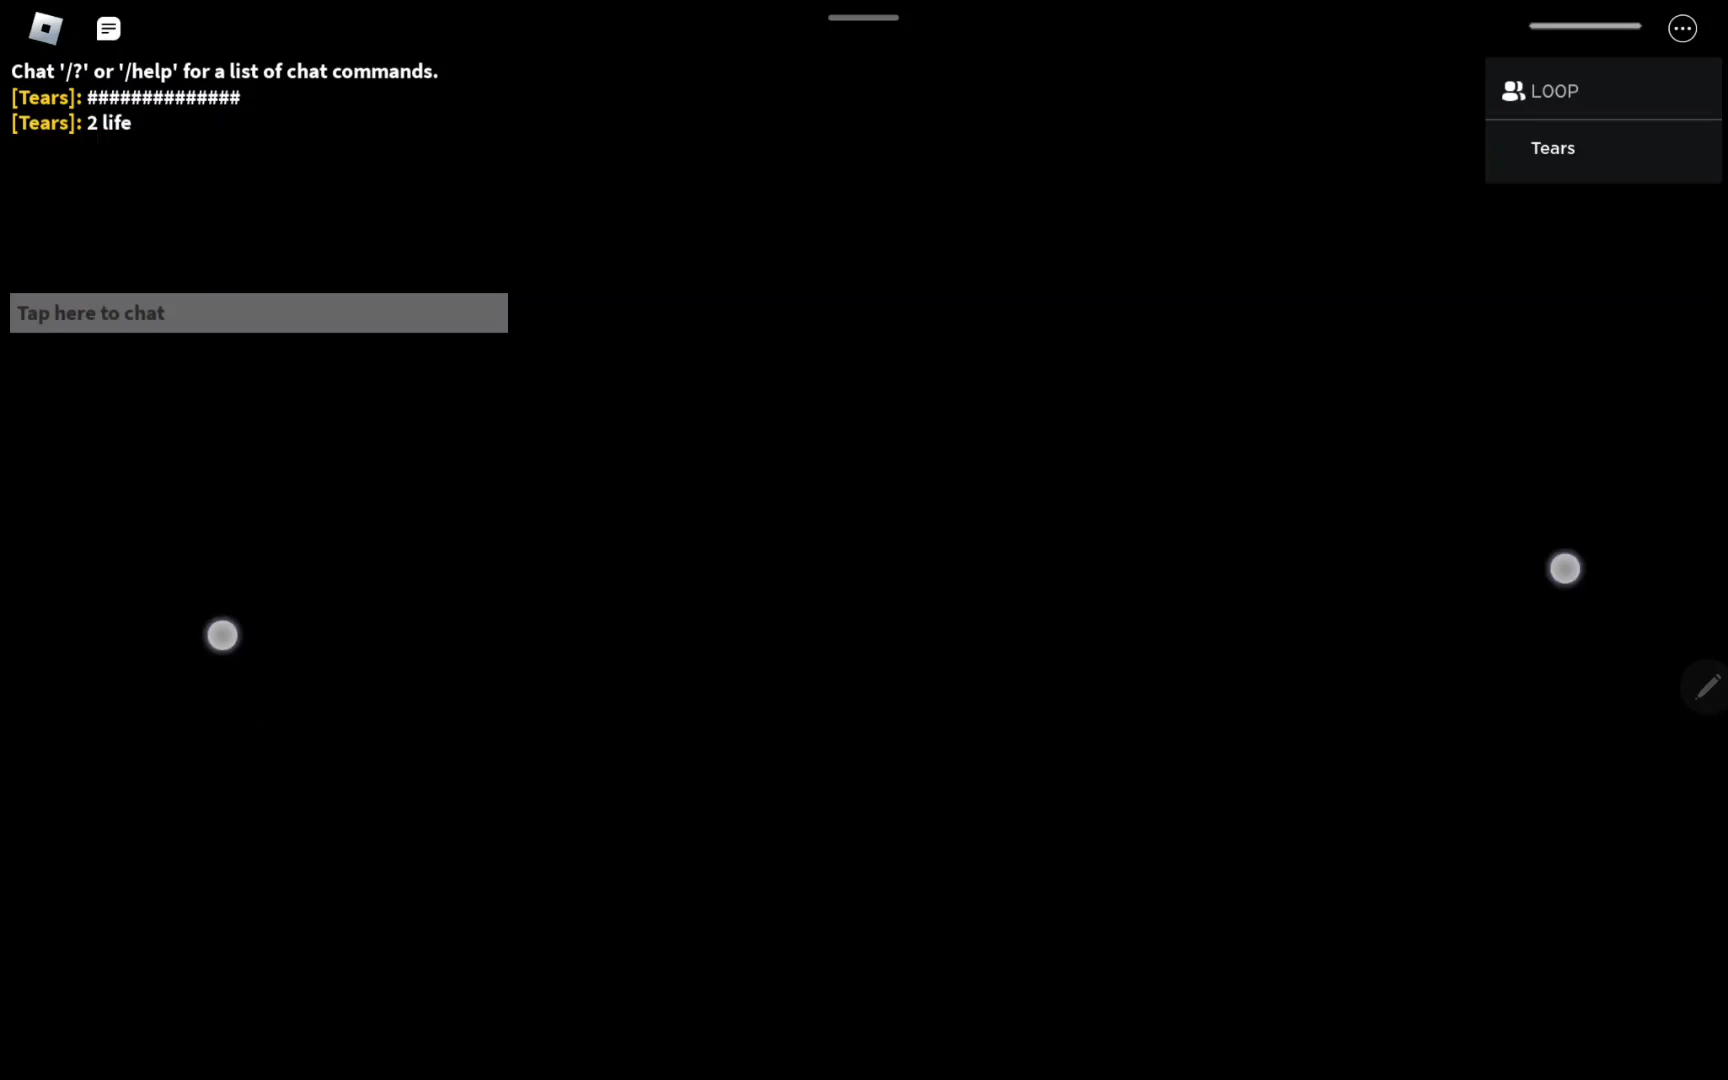 Chat '/?' or '/help' for a list of chat commands.
[Tears]: ##############
[Tears]: 2 life
LOOP
Tears
Tap here to chat